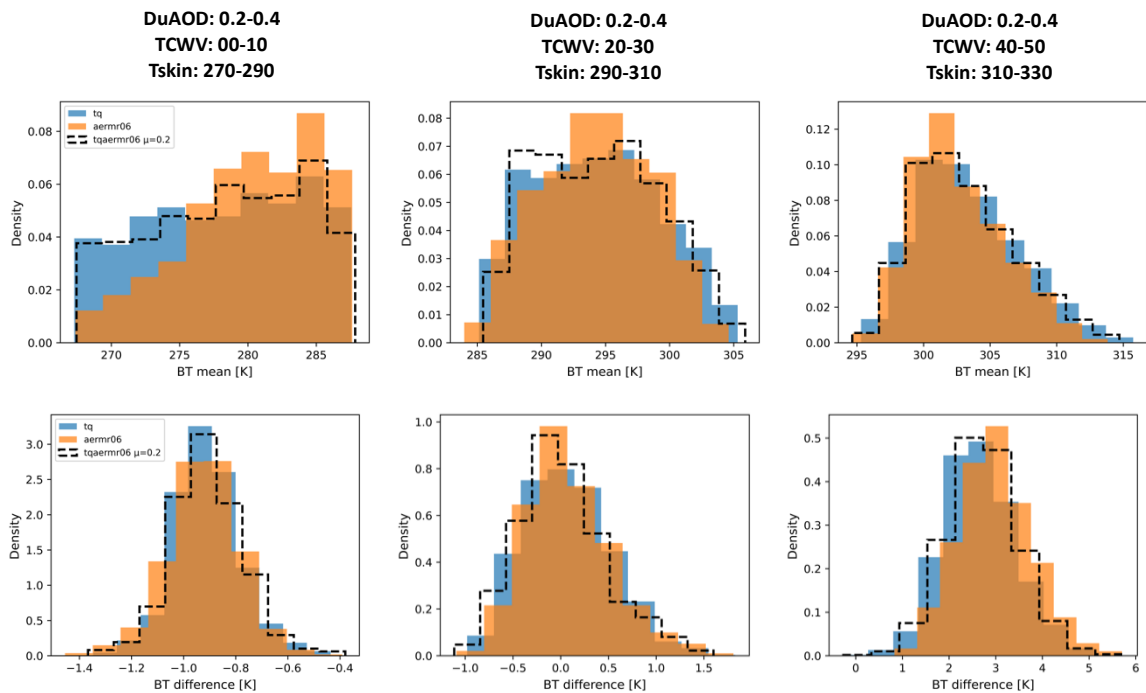 DuAOD: 0.2-0.4
TCWV: 00-10
Tskin: 270-290
DuAOD: 0.2-0.4
TCWV: 20-30
Tskin: 290-310
DuAOD: 0.2-0.4
TCWV: 40-50
Tskin: 310-330
tq
aermr06
tqaermr06 μ=0.2
0.08
0.06
0.04
0.02
0.00
Density
270 275 280 285
BT mean [K]
0.08
0.06
0.04
0.02
0.00
Density
285 290 295 300 305
BT mean [K]
0.12
0.10
0.08
0.06
0.04
0.02
0.00
Density
295 300 305 310 315
BT mean [K]
tq
aermr06
tqaermr06 μ=0.2
3.0
2.5
2.0
1.5
1.0
0.5
0.0
Density
−1.4 −1.2 −1.0 −0.8 −0.6 −0.4
BT difference [K]
1.0
0.8
0.6
0.4
0.2
0.0
Density
−1.0 −0.5 0.0 0.5 1.0 1.5
BT difference [K]
0.5
0.4
0.3
0.2
0.1
0.0
Density
0 1 2 3 4 5 6
BT difference [K]